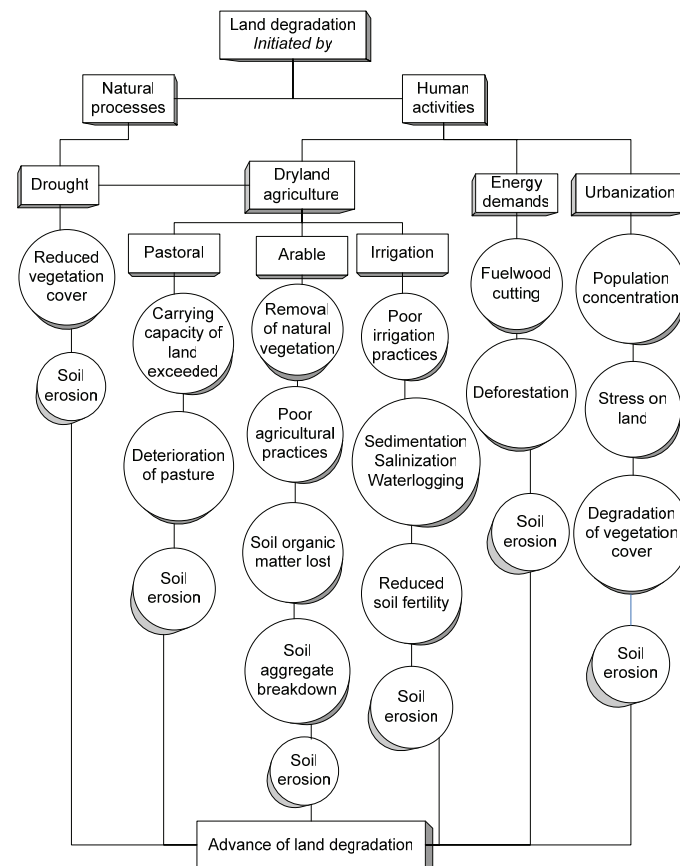 Land degradation
Initiated by
Natural
processes
Human
activities
Drought
Dryland
agriculture
Energy
demands
Urbanization
Pastoral
Arable
Irrigation
Reduced
vegetation
cover
Soil
erosion
Carrying
capacity of
land
exceeded
Deterioration
of pasture
Soil
erosion
Removal
of natural
vegetation
Poor
agricultural
practices
Soil organic
matter lost
Soil
aggregate
breakdown
Soil
erosion
Poor
irrigation
practices
Sedimentation
Salinization
Waterlogging
Reduced
soil fertility
Soil
erosion
Fuelwood
cutting
Deforestation
Soil
erosion
Population
concentration
Stress on
land
Degradation
of vegetation
cover
Soil
erosion
Advance of land degradation